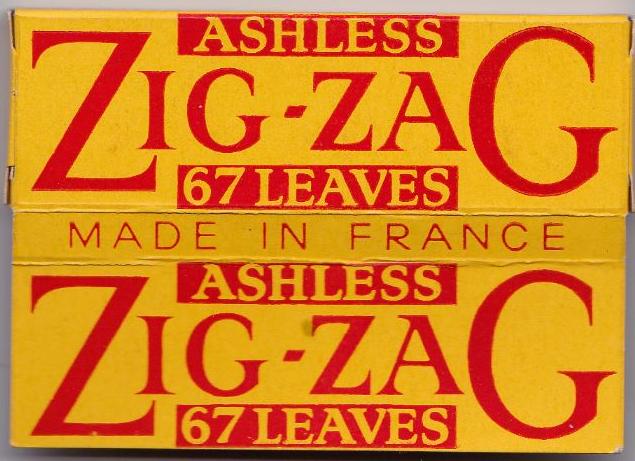 ASHLESS
ZIG-ZAG
67 LEAVES
MADE IN FRANCE
ASHLESS
ZIG-ZAG
67 LEAVES